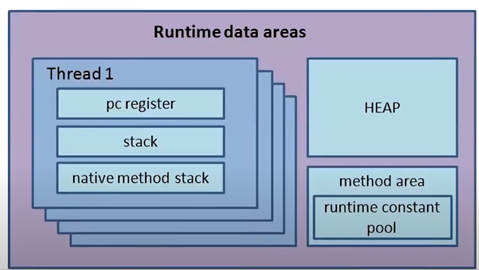 Runtime data areas
Thread 1
pc register
stack
native method stack
HEAP
method area
runtime constant
pool